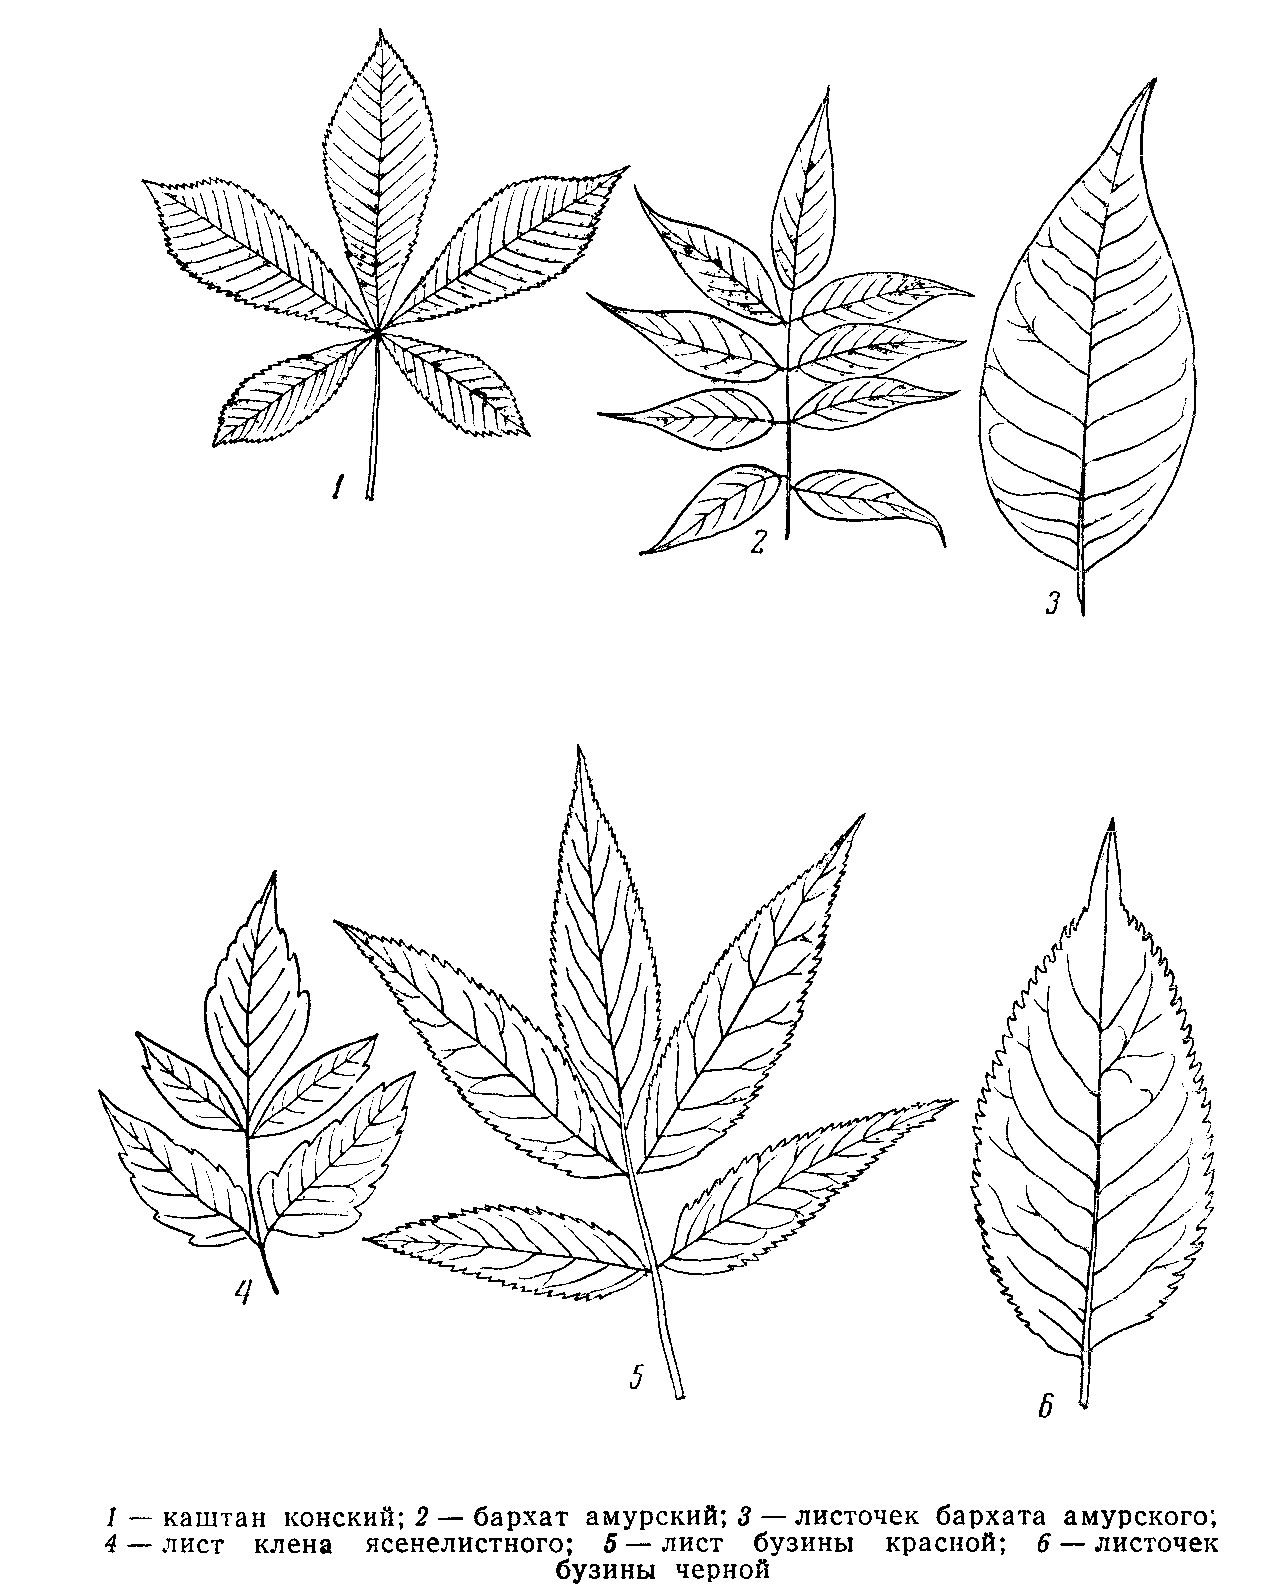 1
2
3
4
5
6
1 — каштан конский; 2 — бархат амурский; 3 — листочек бархата амурского;
4 — лист клена ясенелистного; 5 — лист бузины красной; 6 — листочек
бузины черной